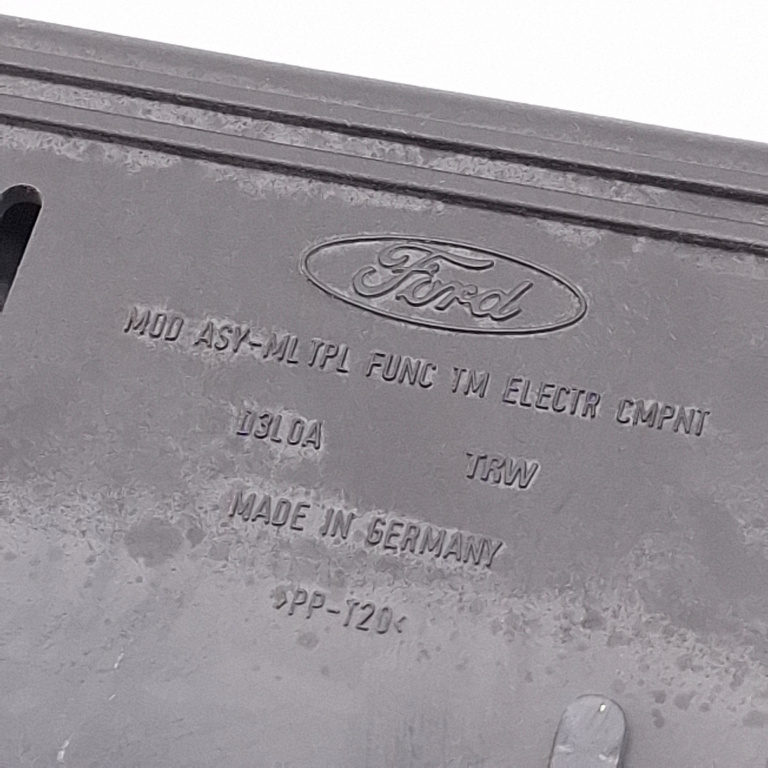 Ford
MOD ASY-MLTPL FUNC TM ELECTR CMPNT
D3L0A TRW
MADE IN GERMANY
>PP-T20<